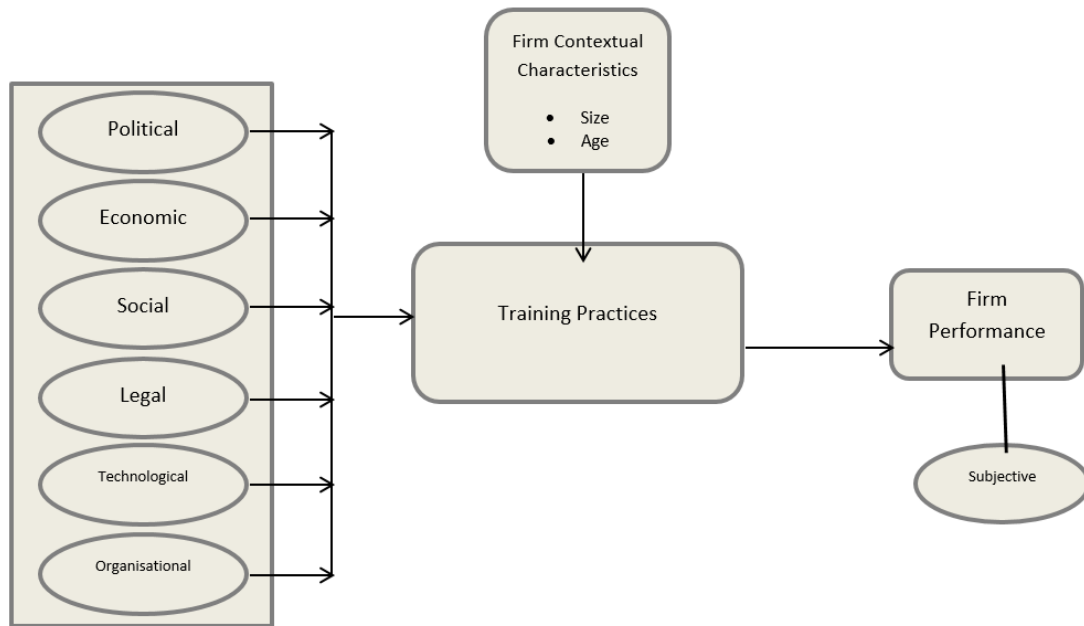 Firm Contextual
Characteristics
• Size
• Age
Political
Economic
Social
Legal
Technological
Organisational
Training Practices
Firm
Performance
Subjective